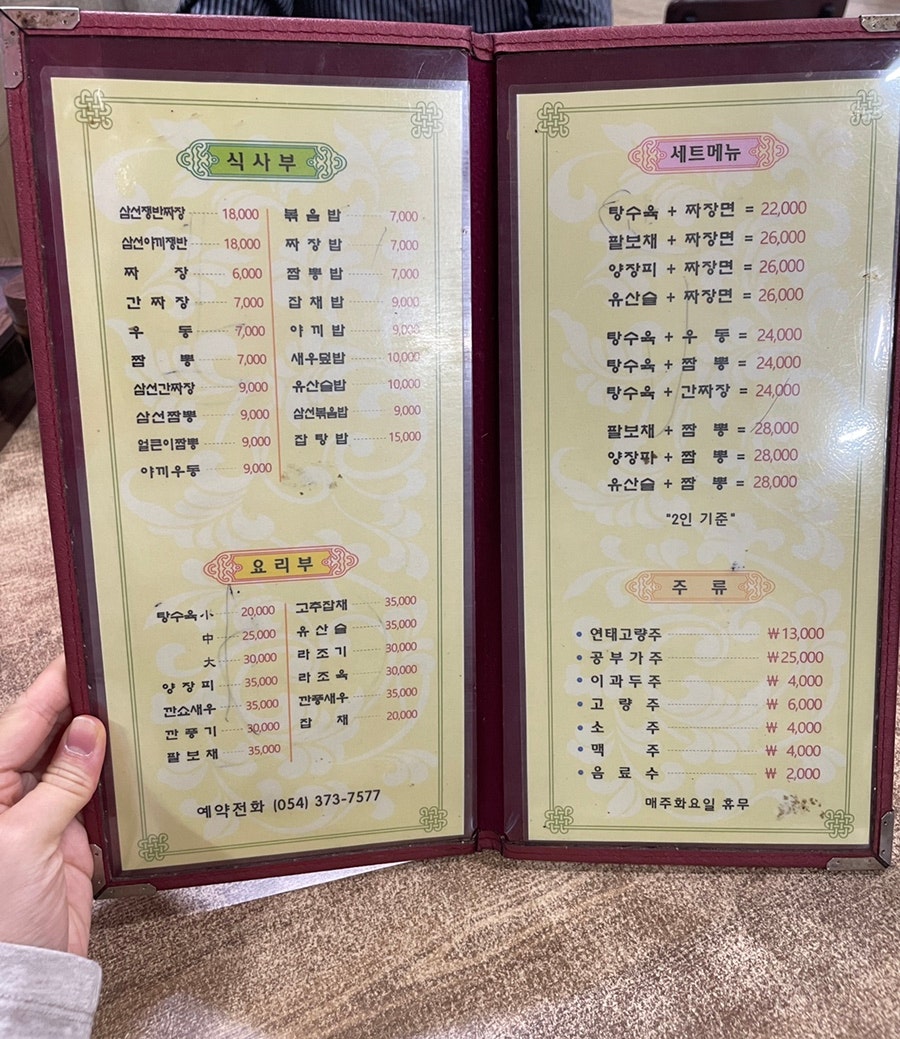 식사부
삼선쟁반짜장 18,000
삼선야끼쟁반 18,000
짜장 6,000
간짜장 7,000
우동 7,000
짬뽕 7,000
삼선간짜장 9,000
삼선짬뽕 9,000
얼큰이짬뽕 9,000
야끼우동 9,000
볶음밥 7,000
짜장밥 7,000
짬뽕밥 7,000
잡채밥 9,000
야끼밥 9,000
새우덮밥 10,000
유산슬밥 10,000
삼선볶음밥 9,000
잡탕밥 15,000
요리부
탕수육 小 20,000
中 25,000
大 30,000
양장피 35,000
깐쇼새우 35,000
깐풍기 30,000
팔보채 35,000
고추잡채 35,000
유산슬 35,000
라조기 30,000
라조육 30,000
깐풍새우 35,000
잡채 20,000
예약전화 (054) 373-7577
세트메뉴
탕수육 + 짜장면 = 22,000
팔보채 + 짜장면 = 26,000
양장피 + 짜장면 = 26,000
유산슬 + 짜장면 = 26,000
탕수육 + 우동 = 24,000
탕수육 + 짬뽕 = 24,000
탕수육 + 간짜장 = 24,000
팔보채 + 짬뽕 = 28,000
양장피 + 짬뽕 = 28,000
유산슬 + 짬뽕 = 28,000
"2인 기준"
주류
• 연태고량주 ₩13,000
• 공부가주 ₩25,000
• 이과두주 ₩ 4,000
• 고량주 ₩ 6,000
• 소주 ₩ 4,000
• 맥주 ₩ 4,000
• 음료수 ₩ 2,000
매주화요일 휴무